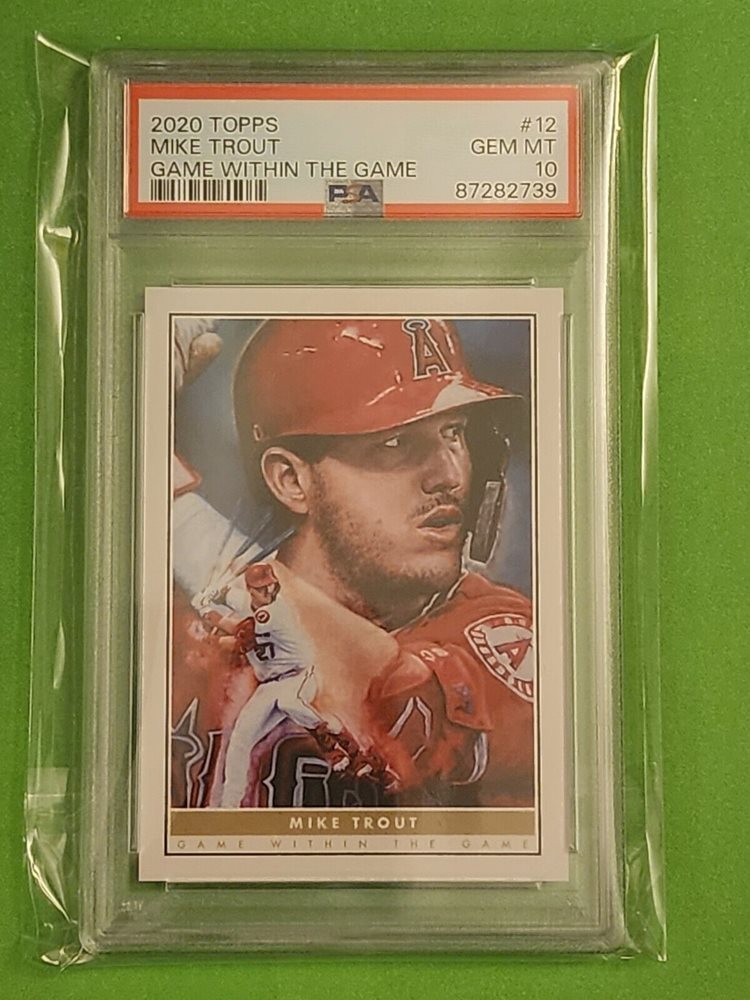 2020 TOPPS #12
MIKE TROUT GEM MT
GAME WITHIN THE GAME 10
PSA 87282739
A
27
A
MIKE TROUT
GAME WITHIN THE GAME